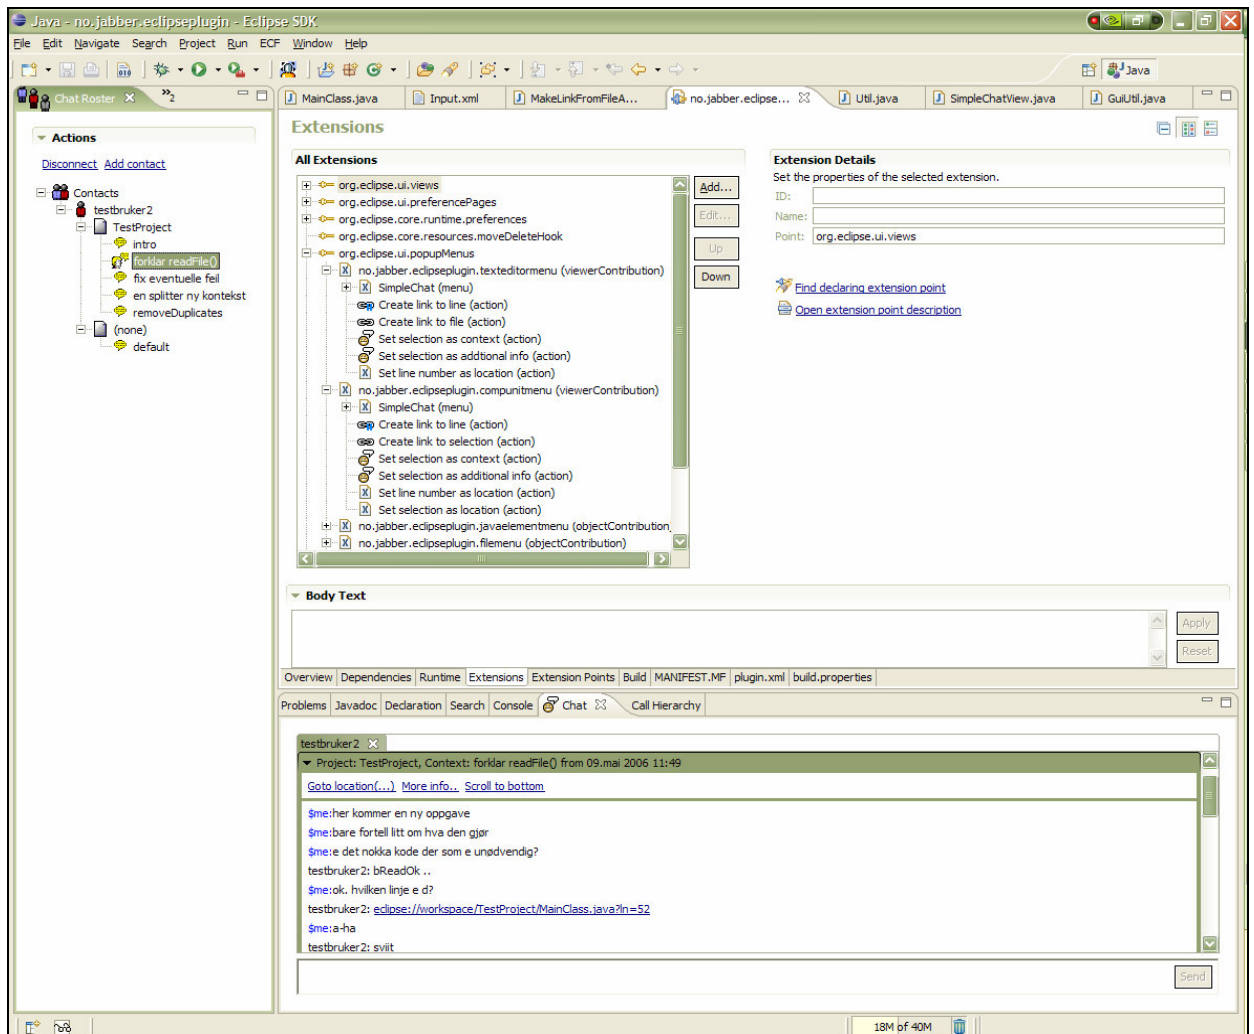 Java - no.jabber.eclipseplugin - Eclipse SDK
File Edit Navigate Search Project Run ECF Window Help
Java
Chat Roster
»2
Actions
Disconnect Add contact
Contacts
testbruker2
TestProject
intro
forklar readFile()
fix eventuelle feil
en splitter ny kontekst
removeDuplicates
(none)
default
MainClass.java Input.xml MakeLinkFromFileA... no.jabber.eclipse... Util.java SimpleChatView.java GuiUtil.java
Extensions
All Extensions
org.eclipse.ui.views
org.eclipse.ui.preferencePages
org.eclipse.core.runtime.preferences
org.eclipse.core.resources.moveDeleteHook
org.eclipse.ui.popupMenus
no.jabber.eclipseplugin.texteditormenu (viewerContribution)
SimpleChat (menu)
Create link to line (action)
Create link to file (action)
Set selection as context (action)
Set selection as addtional info (action)
Set line number as location (action)
no.jabber.eclipseplugin.compunitmenu (viewerContribution)
SimpleChat (menu)
Create link to line (action)
Create link to selection (action)
Set selection as context (action)
Set selection as additional info (action)
Set line number as location (action)
Set selection as location (action)
no.jabber.eclipseplugin.javaelementmenu (objectContribution
no.jabber.eclipseplugin.filemenu (objectContribution)
Add...
Edit...
Up
Down
Extension Details
Set the properties of the selected extension.
ID:
Name:
Point: org.eclipse.ui.views
Find declaring extension point
Open extension point description
Body Text
Apply
Reset
Overview Dependencies Runtime Extensions Extension Points Build MANIFEST.MF plugin.xml build.properties
Problems Javadoc Declaration Search Console Chat Call Hierarchy
testbruker2
Project: TestProject, Context: forklar readFile() from 09.mai 2006 11:49
Goto location(...) More info.. Scroll to bottom
$me:her kommer en ny oppgave
$me:bare fortell litt om hva den gjør
$me:e det nokka kode der som e unødvendig?
testbruker2: bReadOk ..
$me:ok. hvilken linje e d?
testbruker2: eclipse://workspace/TestProject/MainClass.java?ln=52
$me:a-ha
testbruker2: sviit
Send
18M of 40M